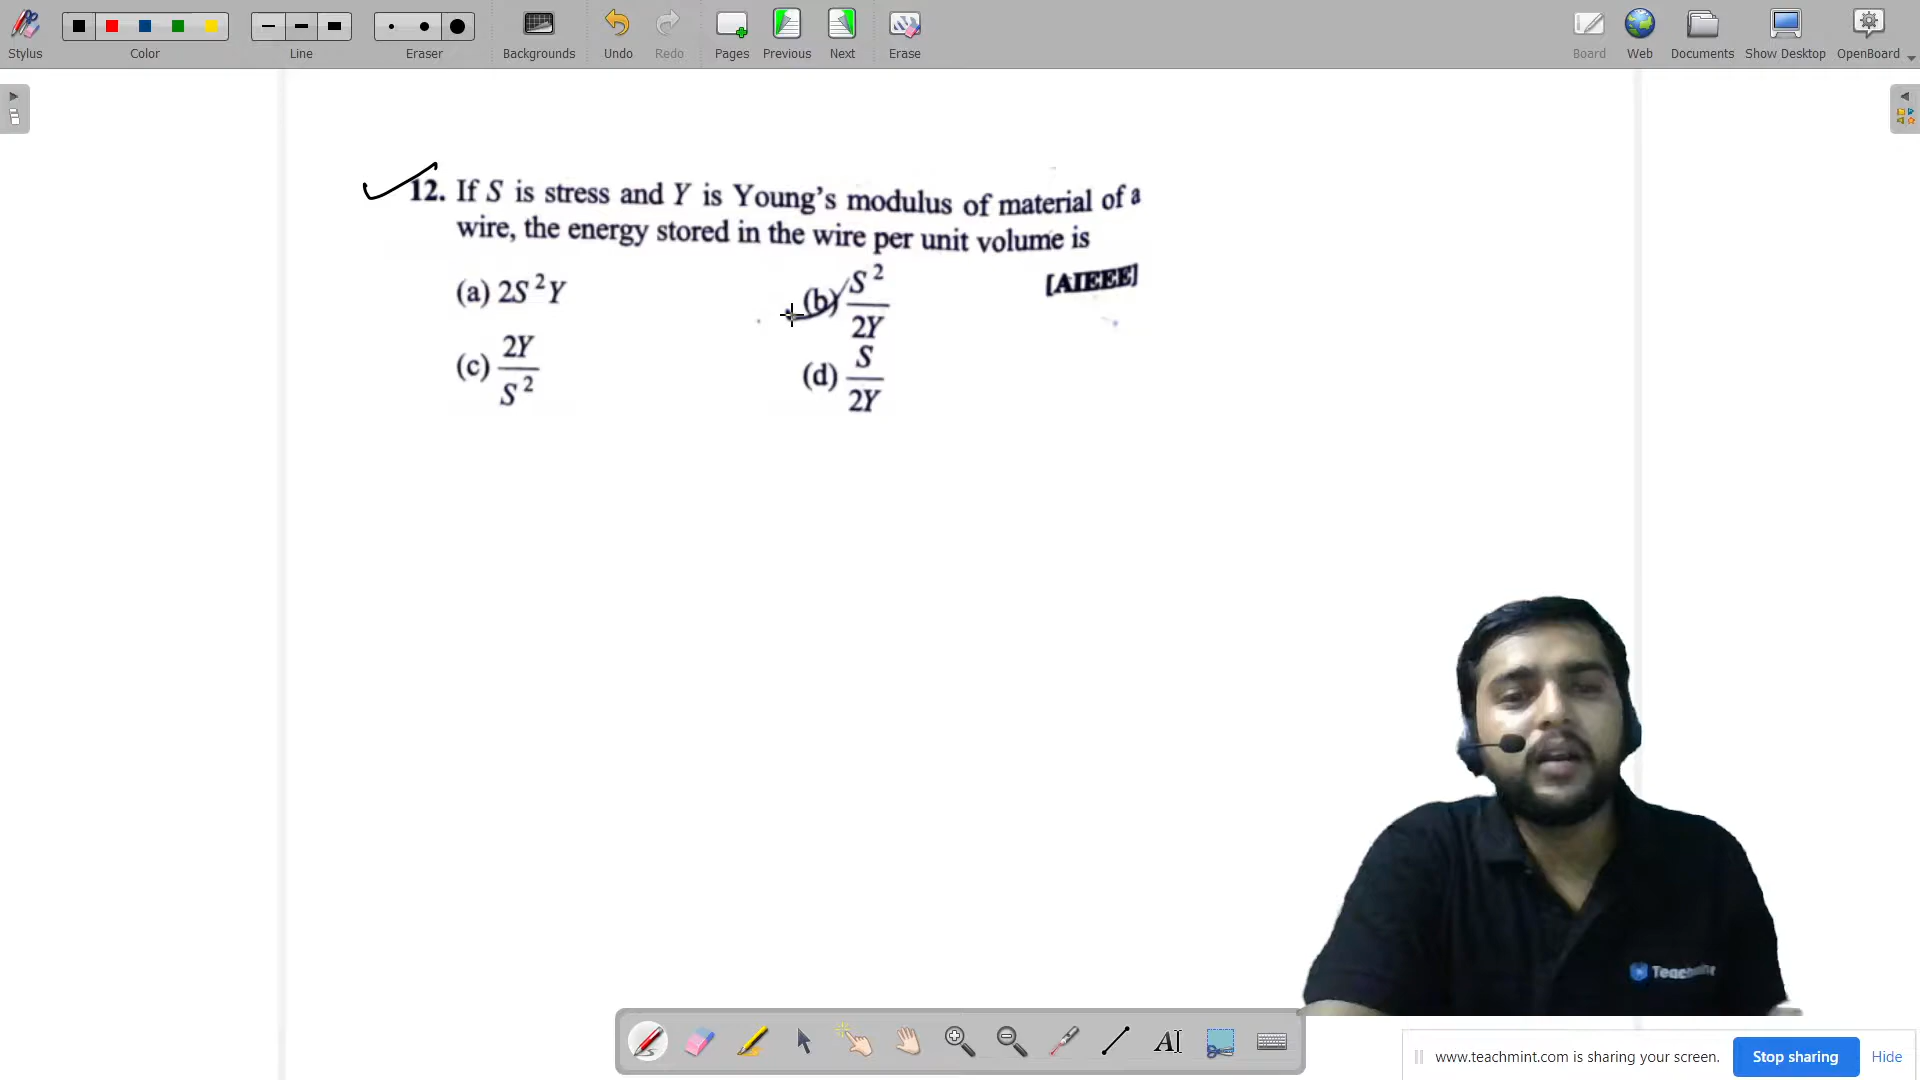 Stylus
Color
Line
Eraser
Backgrounds
Undo
Redo
Pages
Previous
Next
Erase
Board
Web
Documents
Show Desktop
OpenBoard
12. If S is stress and Y is Young's modulus of material of a
wire, the energy stored in the wire per unit volume is
[AIEEE]
(a) 2S²Y
(b) S²/2Y
(c) 2Y/S²
(d) S/2Y
Teachmint
www.teachmint.com is sharing your screen.
Stop sharing
Hide